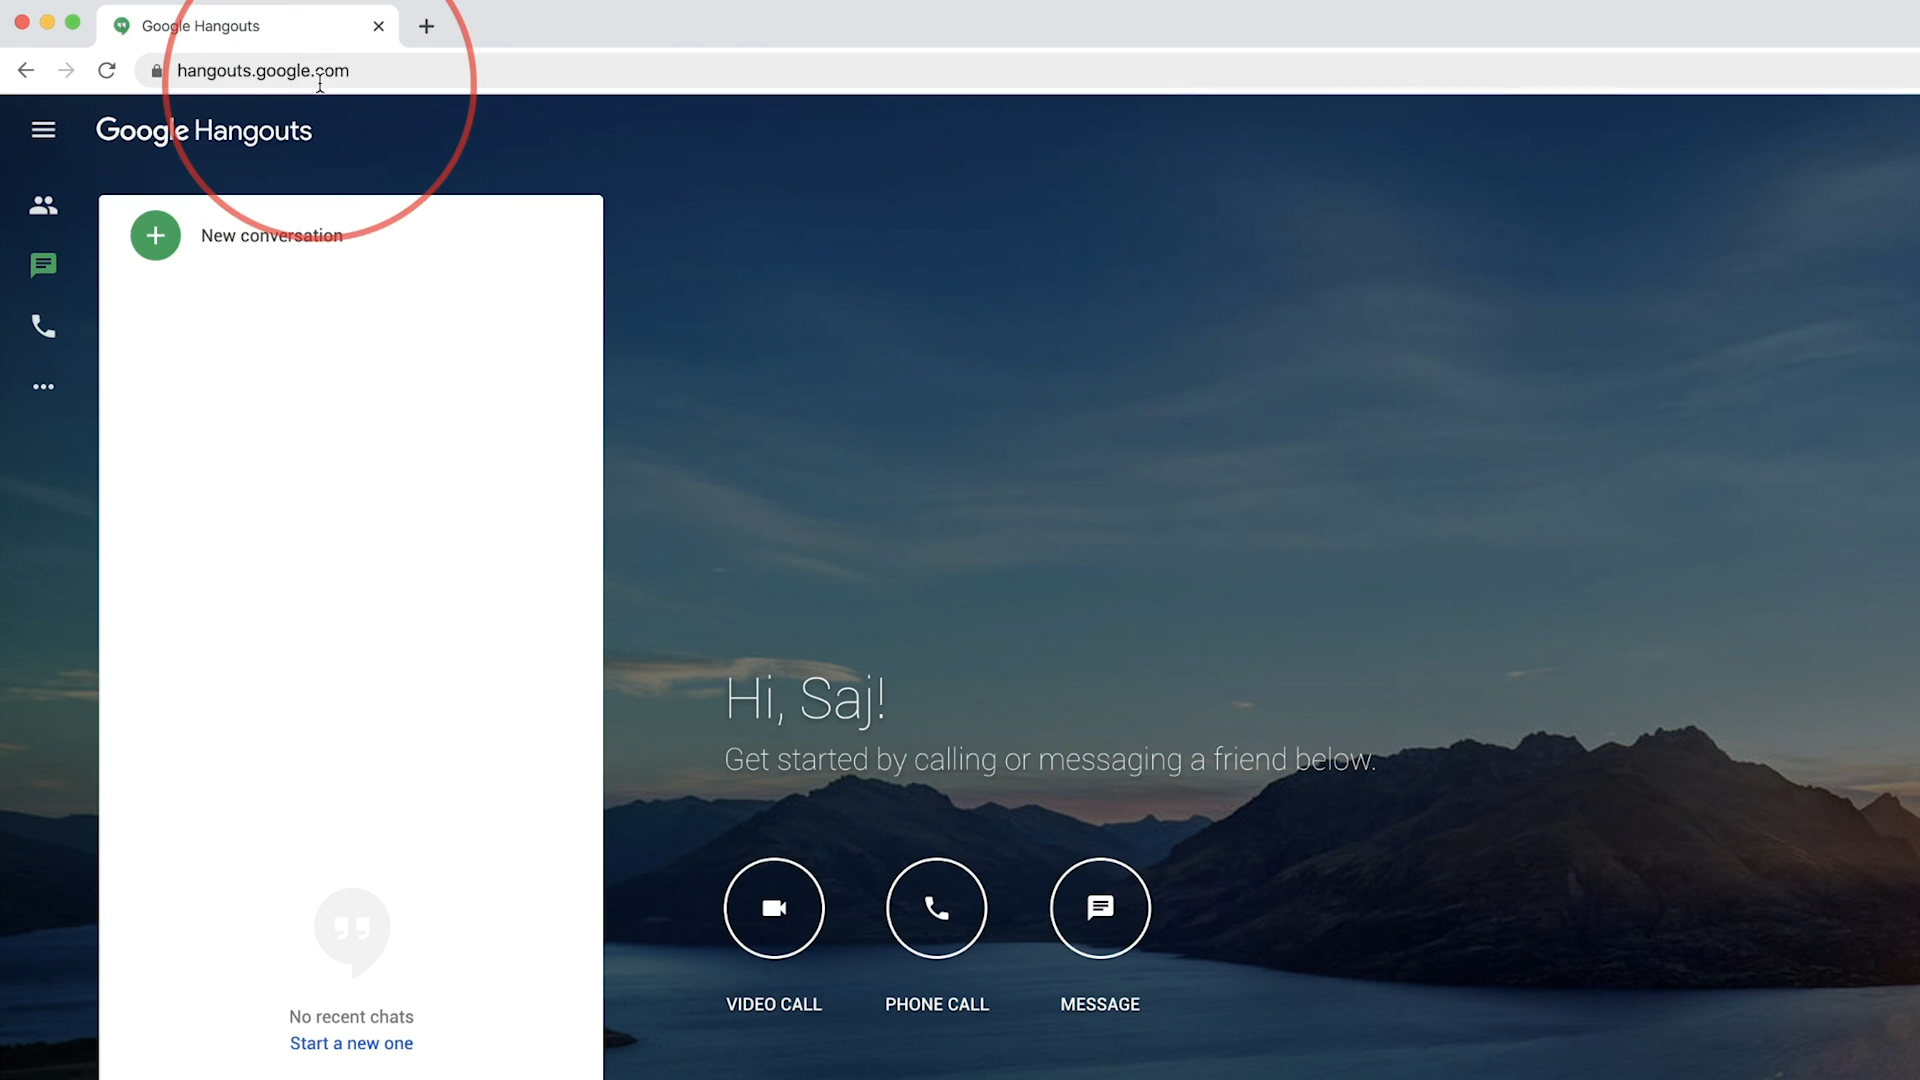 Google Hangouts
hangouts.google.com
Google Hangouts
New conversation
Hi, Saj!
Get started by calling or messaging a friend below.
VIDEO CALL
PHONE CALL
MESSAGE
No recent chats
Start a new one